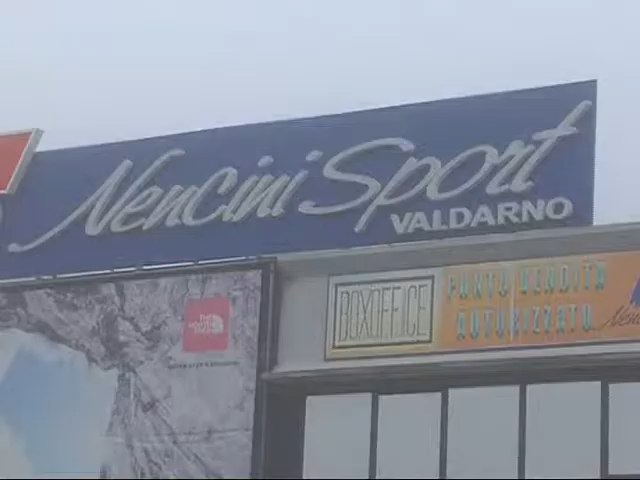 Nencini Sport
VALDARNO
THE NORTH FACE
BOXOFFICE
PUNTO VENDITA
AUTORIZZATO